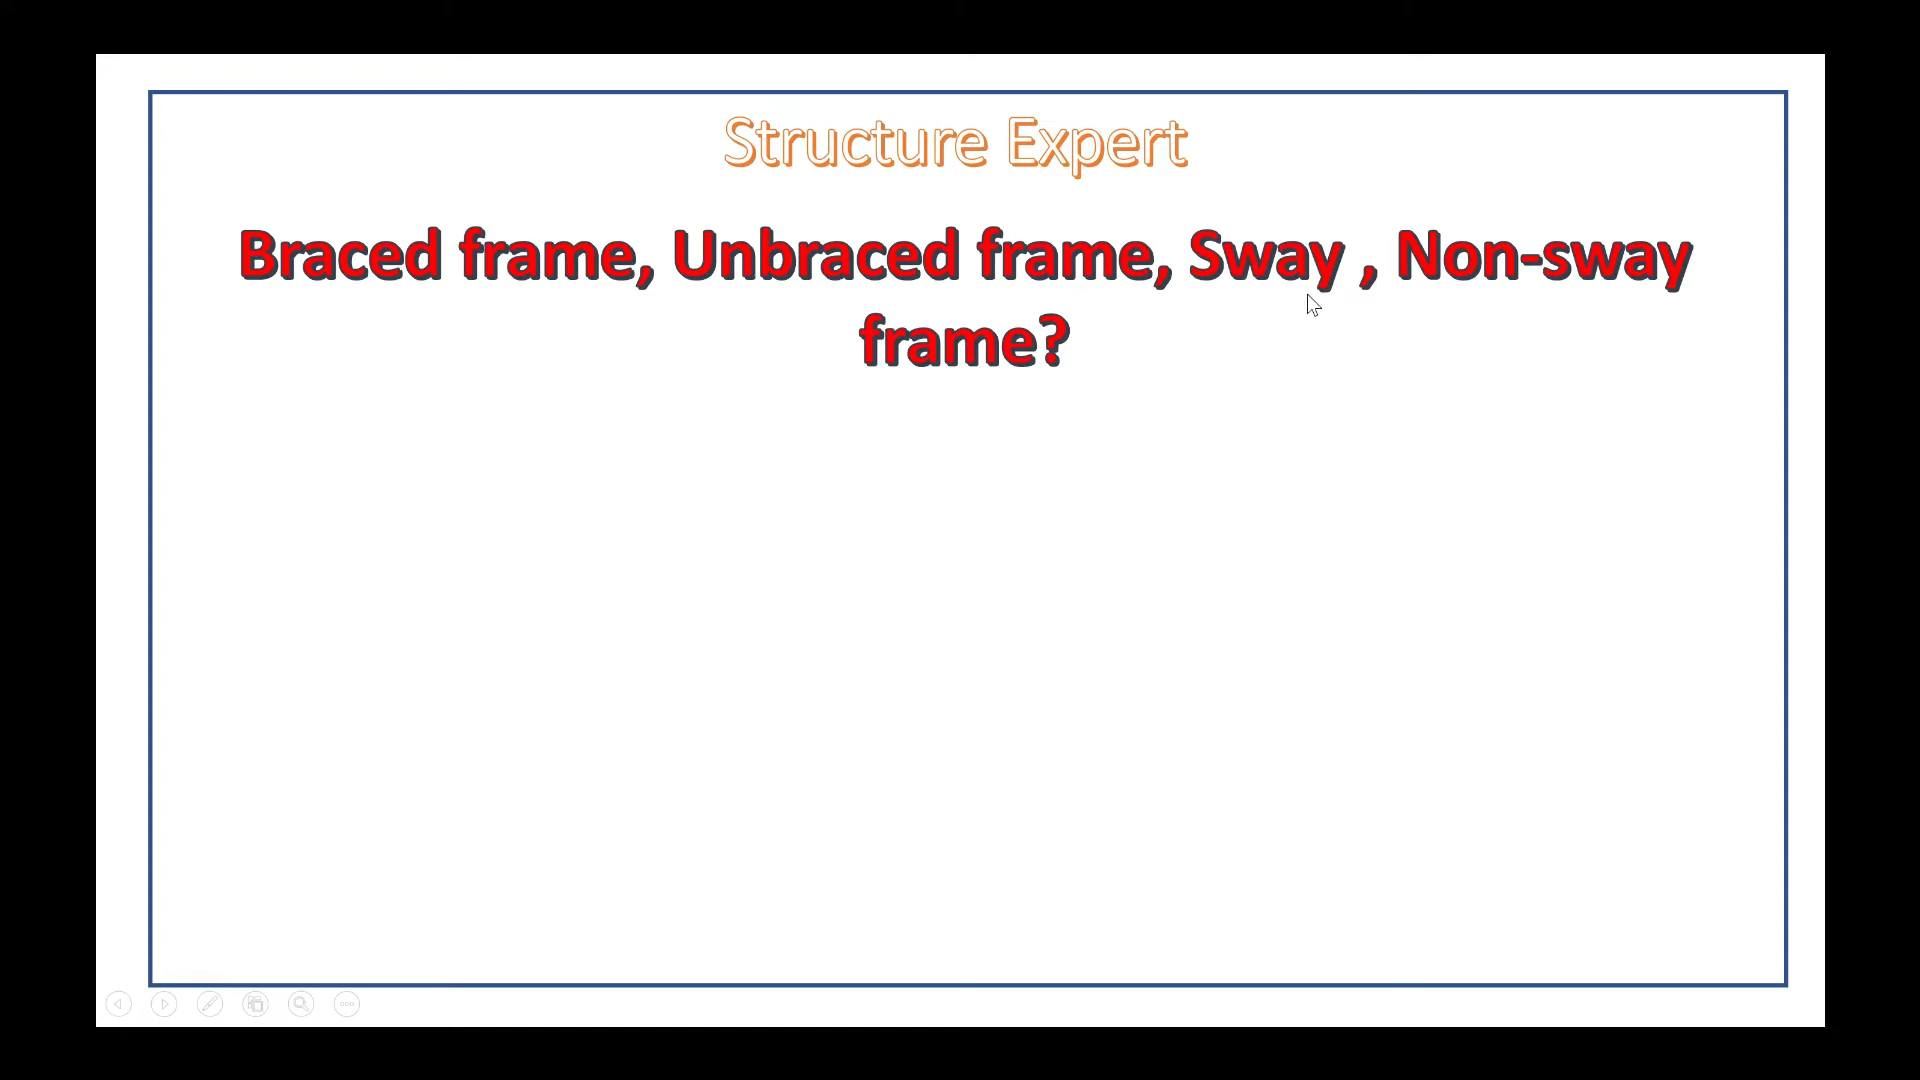 Structure Expert
Braced frame, Unbraced frame, Sway , Non-sway
frame?